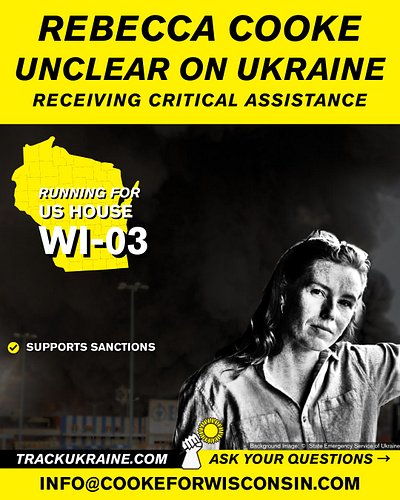 REBECCA COOKE
UNCLEAR ON UKRAINE
RECEIVING CRITICAL ASSISTANCE
RUNNING FOR
US HOUSE
WI-03
SUPPORTS SANCTIONS
Background Image: © State Emergency Service of Ukraine
TRACKUKRAINE.COM
ASK YOUR QUESTIONS →
INFO@COOKEFORWISCONSIN.COM